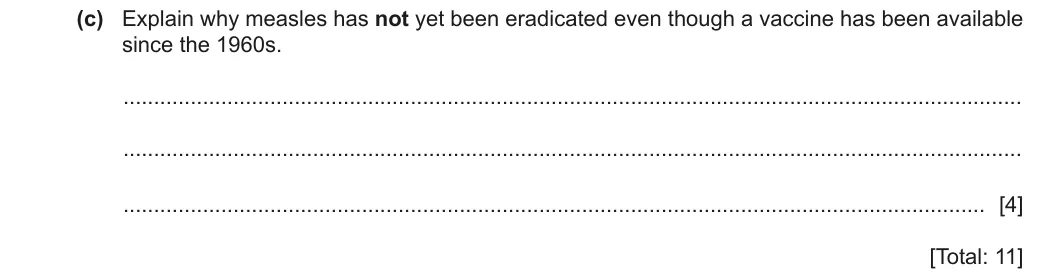 (c) Explain why measles has not yet been eradicated even though a vaccine has been available
since the 1960s.
..........................................................................................................................................................
..........................................................................................................................................................
.................................................................................................................................................... [4]
[Total: 11]